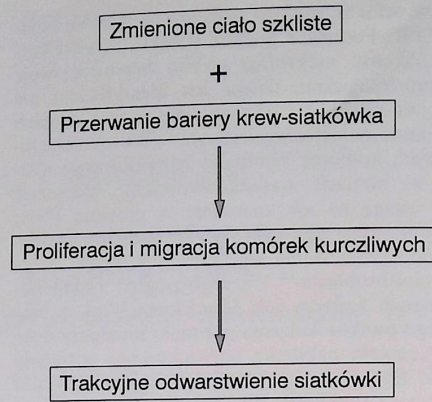 Zmienione ciało szkliste
+
Przerwanie bariery krew-siatkówka
Proliferacja i migracja komórek kurczliwych
Trakcyjne odwarstwienie siatkówki